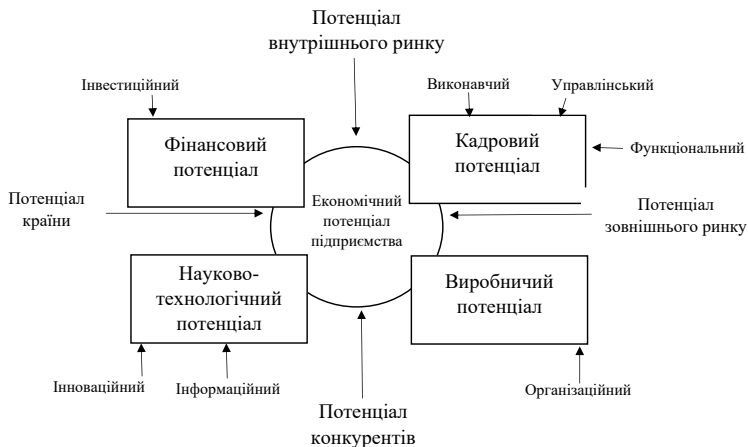 Потенціал
внутрішнього ринку
Інвестиційний
Виконавчий
Управлінський
Фінансовий
потенціал
Кадровий
потенціал
Функціональний
Потенціал
країни
Економічний
потенціал
підприємства
Потенціал
зовнішнього ринку
Науково-
технологічний
потенціал
Виробничий
потенціал
Інноваційний
Інформаційний
Організаційний
Потенціал
конкурентів